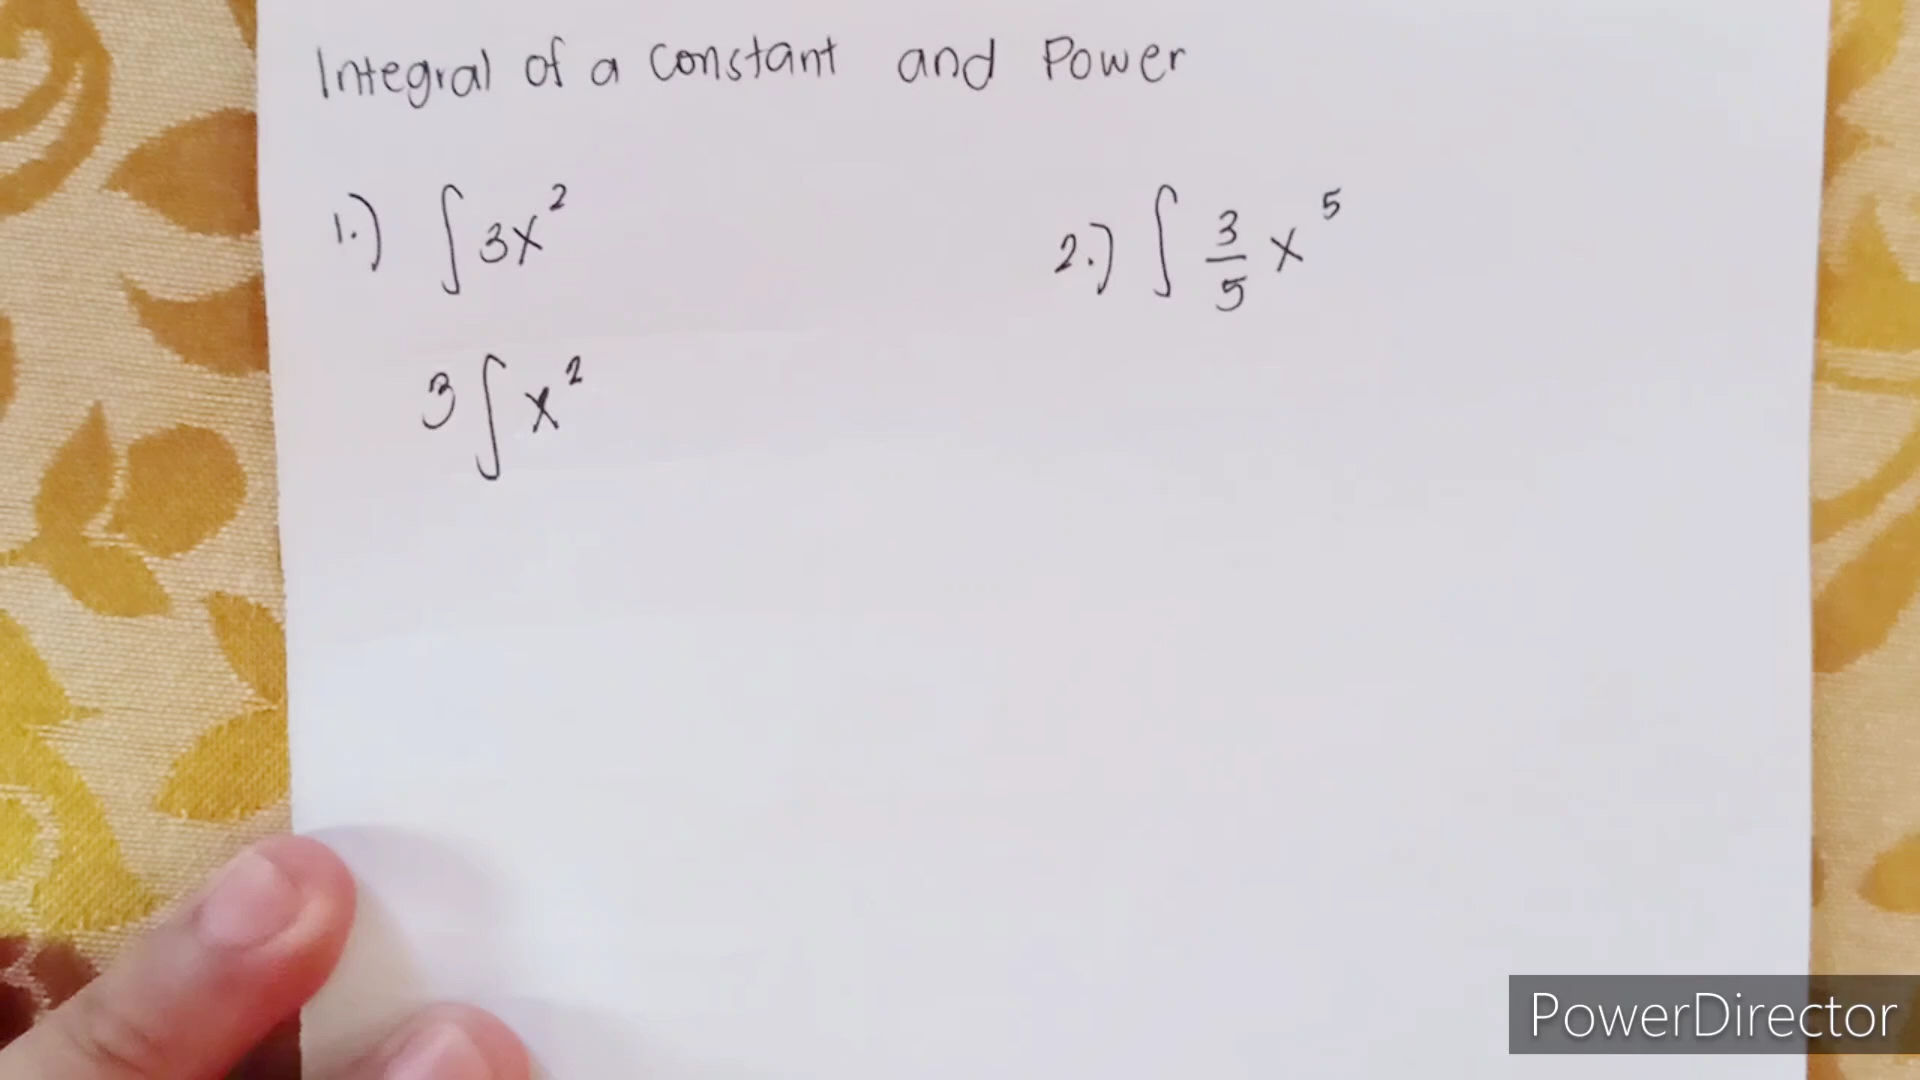 Integral of a constant and Power
1.) ∫ 3x²
2.) ∫ 3/5 x⁵
3 ∫ x²
PowerDirector